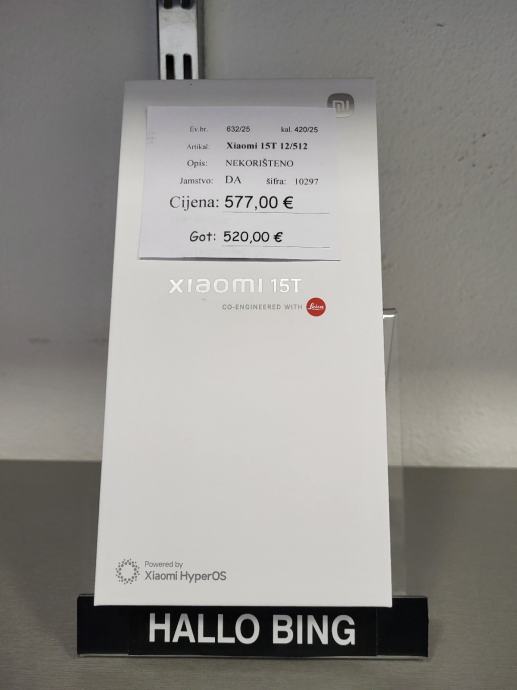 mi
Ev.br. 632/25 kal. 420/25
Artikal: Xiaomi 15T 12/512
Opis: NEKORIŠTENO
Jamstvo: DA šifra: 10297
Cijena: 577,00 €
Got: 520,00 €
xiaomi 15T
CO-ENGINEERED WITH Leica
Powered by
Xiaomi HyperOS
HALLO BING